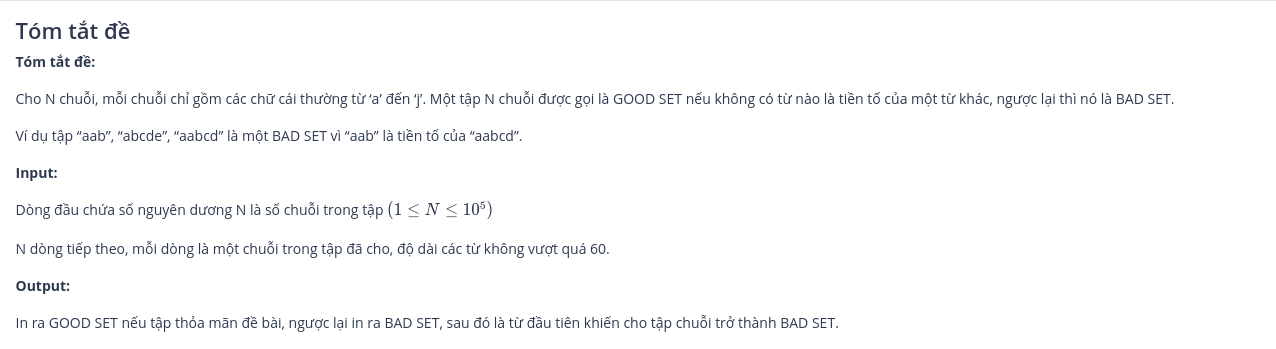 Tóm tắt đề
Tóm tắt đề:
Cho N chuỗi, mỗi chuỗi chỉ gồm các chữ cái thường từ ‘a’ đến ‘j’. Một tập N chuỗi được gọi là GOOD SET nếu không có từ nào là tiền tố của một từ khác, ngược lại thì nó là BAD SET.
Ví dụ tập “aab”, “abcde”, “aabcd” là một BAD SET vì “aab” là tiền tố của “aabcd”.
Input:
Dòng đầu chứa số nguyên dương N là số chuỗi trong tập (1 ≤ N ≤ 10⁵)
N dòng tiếp theo, mỗi dòng là một chuỗi trong tập đã cho, độ dài các từ không vượt quá 60.
Output:
In ra GOOD SET nếu tập thỏa mãn đề bài, ngược lại in ra BAD SET, sau đó là từ đầu tiên khiến cho tập chuỗi trở thành BAD SET.